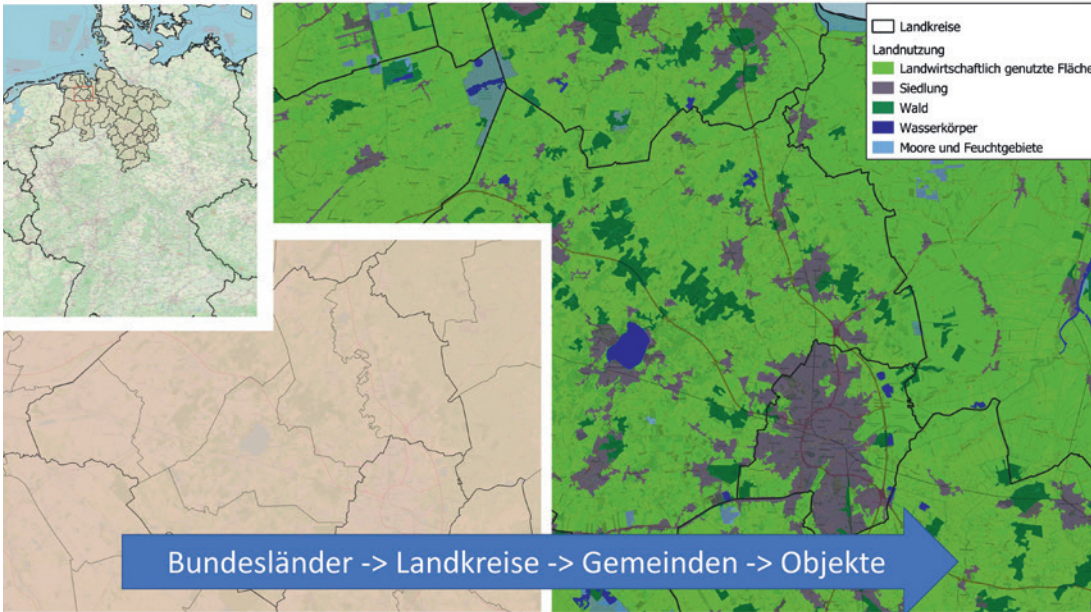 Landkreise
Landnutzung
Landwirtschaftlich genutzte Fläche
Siedlung
Wald
Wasserkörper
Moore und Feuchtgebiete
Bundesländer -> Landkreise -> Gemeinden -> Objekte